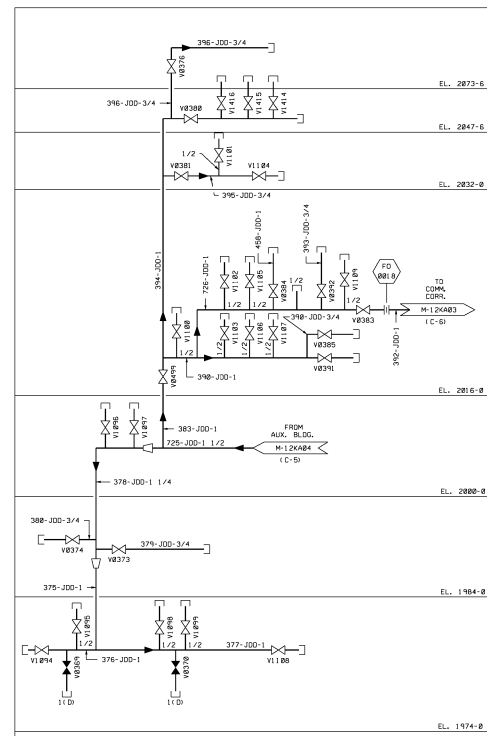 396-JDD-3/4
V0376
EL. 2073-6
396-JDD-3/4
V0380
V1416
V1415
V1414
EL. 2047-6
V1101
1/2
V0381
V1104
395-JDD-3/4
EL. 2032-0
394-JDD-1
726-JDD-1
V1102
V1105
458-JDD-1
V0384
393-JDD-3/4
V0392
V1109
FO
0018
TO
COMM.
CORR.
M-12KA03
(C-6)
1/2
1/2
1/2
1/2
V0383
392-JDD-1
V1100
V1103
V1106
V1107
390-JDD-3/4
V0385
1/2
1/2
1/2
1/2
V0391
390-JDD-1
V0499
EL. 2016-0
V1096
V1097
383-JDD-1
FROM
AUX. BLDG.
725-JDD-1 1/2
M-12KA04
(C-5)
378-JDD-1 1/4
EL. 2000-0
380-JDD-3/4
V0374
379-JDD-3/4
V0373
375-JDD-1
EL. 1984-0
V1095
V1098
V1099
1/2
1/2
1/2
377-JDD-1
V1094
V0369
376-JDD-1
V0370
V1108
1(D)
1(D)
EL. 1974-0